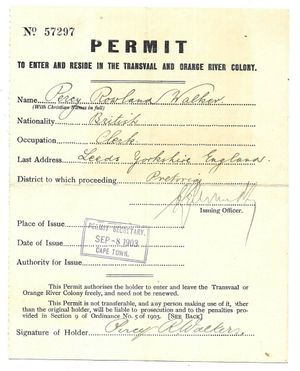 No 57297
PERMIT
TO ENTER AND RESIDE IN THE TRANSVAAL AND ORANGE RIVER COLONY.
Name Percy Rowland Walker
(With Christian Names in full)
Nationality British
Occupation Clerk
Last Address Leeds Yorkshire England.
District to which proceeding Pretoria
Issuing Officer.
Place of Issue
Date of Issue
Authority for Issue
PERMIT SECRETARY,
SEP -8 1903
CAPE TOWN.
This Permit authorises the holder to enter and leave the Transvaal or
Orange River Colony freely, and need not be renewed.
This Permit is not transferable, and any person making use of it, other
than the original holder, will be liable to prosecution and to the penalties provided
in Section 9 of Ordinance No. 5 of 1903. [SEE BACK]
Signature of Holder Percy R Walker